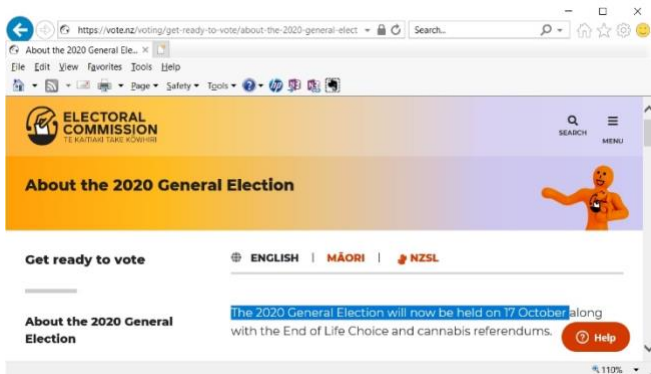 https://vote.nz/voting/get-ready-to-vote/about-the-2020-general-elect
Search...
About the 2020 General Ele...
File Edit View Favorites Tools Help
Page Safety Tools
ELECTORAL
COMMISSION
TE KAITIAKI TAKE KŌWHIRI
SEARCH
MENU
About the 2020 General Election
Get ready to vote
ENGLISH | MĀORI | NZSL
About the 2020 General
Election
The 2020 General Election will now be held on 17 October along
with the End of Life Choice and cannabis referendums.
Help
110%